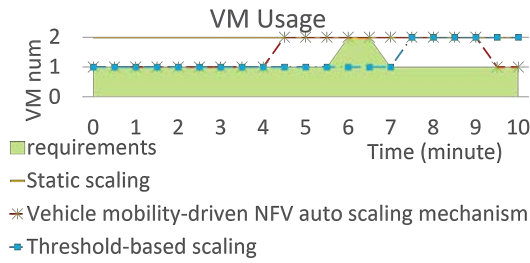 VM Usage
VM num
2
1
0
0 1 2 3 4 5 6 7 8 9 10
Time (minute)
requirements
Static scaling
Vehicle mobility-driven NFV auto scaling mechanism
Threshold-based scaling